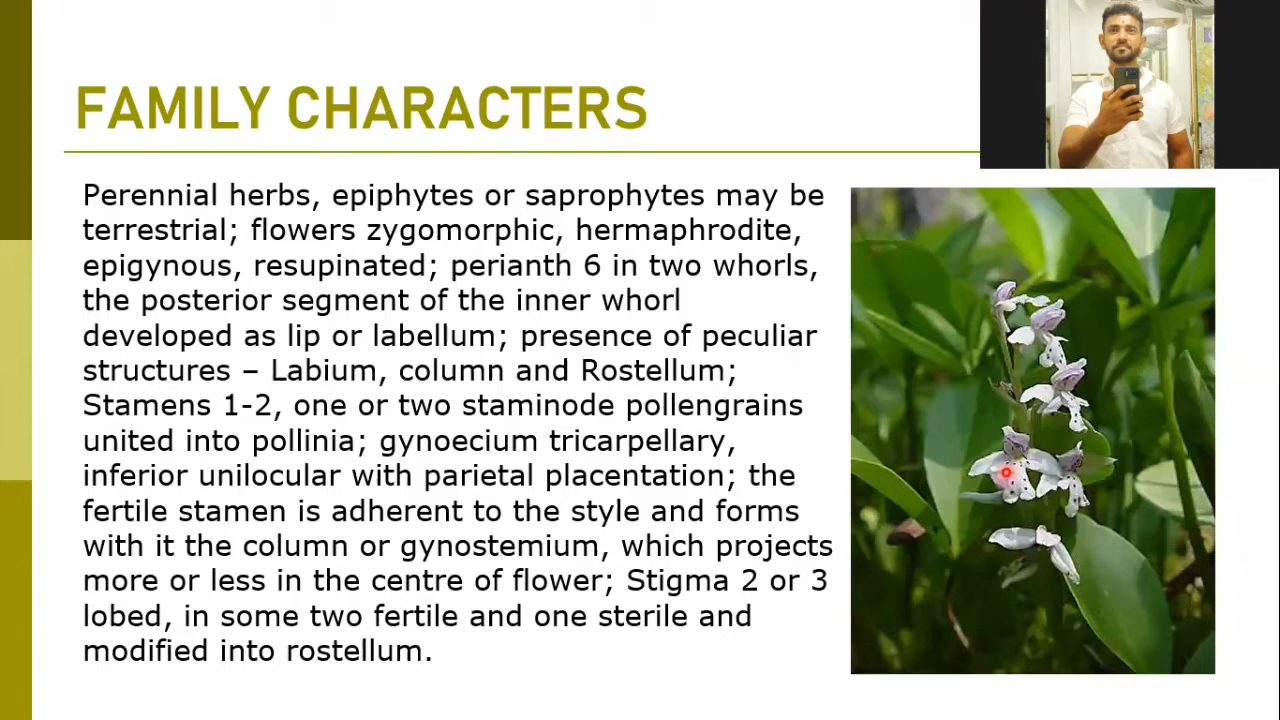 FAMILY CHARACTERS
Perennial herbs, epiphytes or saprophytes may be
terrestrial; flowers zygomorphic, hermaphrodite,
epigynous, resupinated; perianth 6 in two whorls,
the posterior segment of the inner whorl
developed as lip or labellum; presence of peculiar
structures – Labium, column and Rostellum;
Stamens 1-2, one or two staminode pollengrains
united into pollinia; gynoecium tricarpellary,
inferior unilocular with parietal placentation; the
fertile stamen is adherent to the style and forms
with it the column or gynostemium, which projects
more or less in the centre of flower; Stigma 2 or 3
lobed, in some two fertile and one sterile and
modified into rostellum.